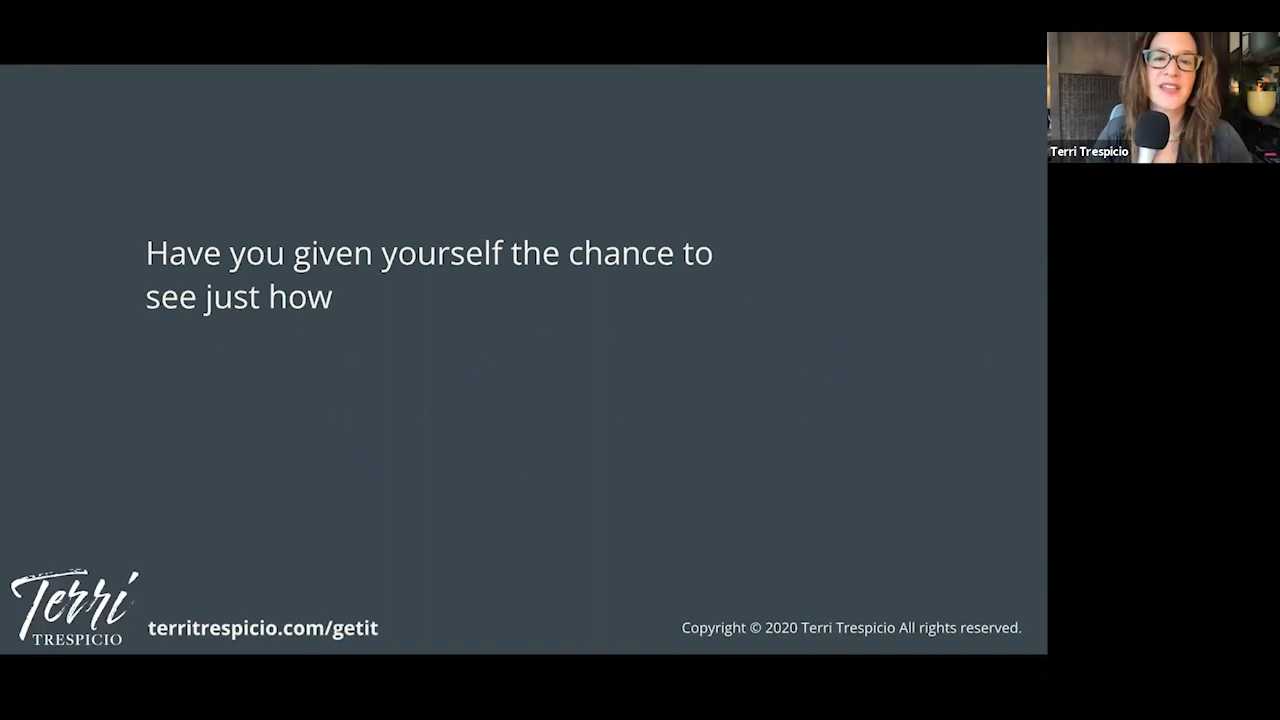 Terri Trespicio
Have you given yourself the chance to
see just how
Terri
TRESPICIO
territrespicio.com/getit
Copyright © 2020 Terri Trespicio All rights reserved.